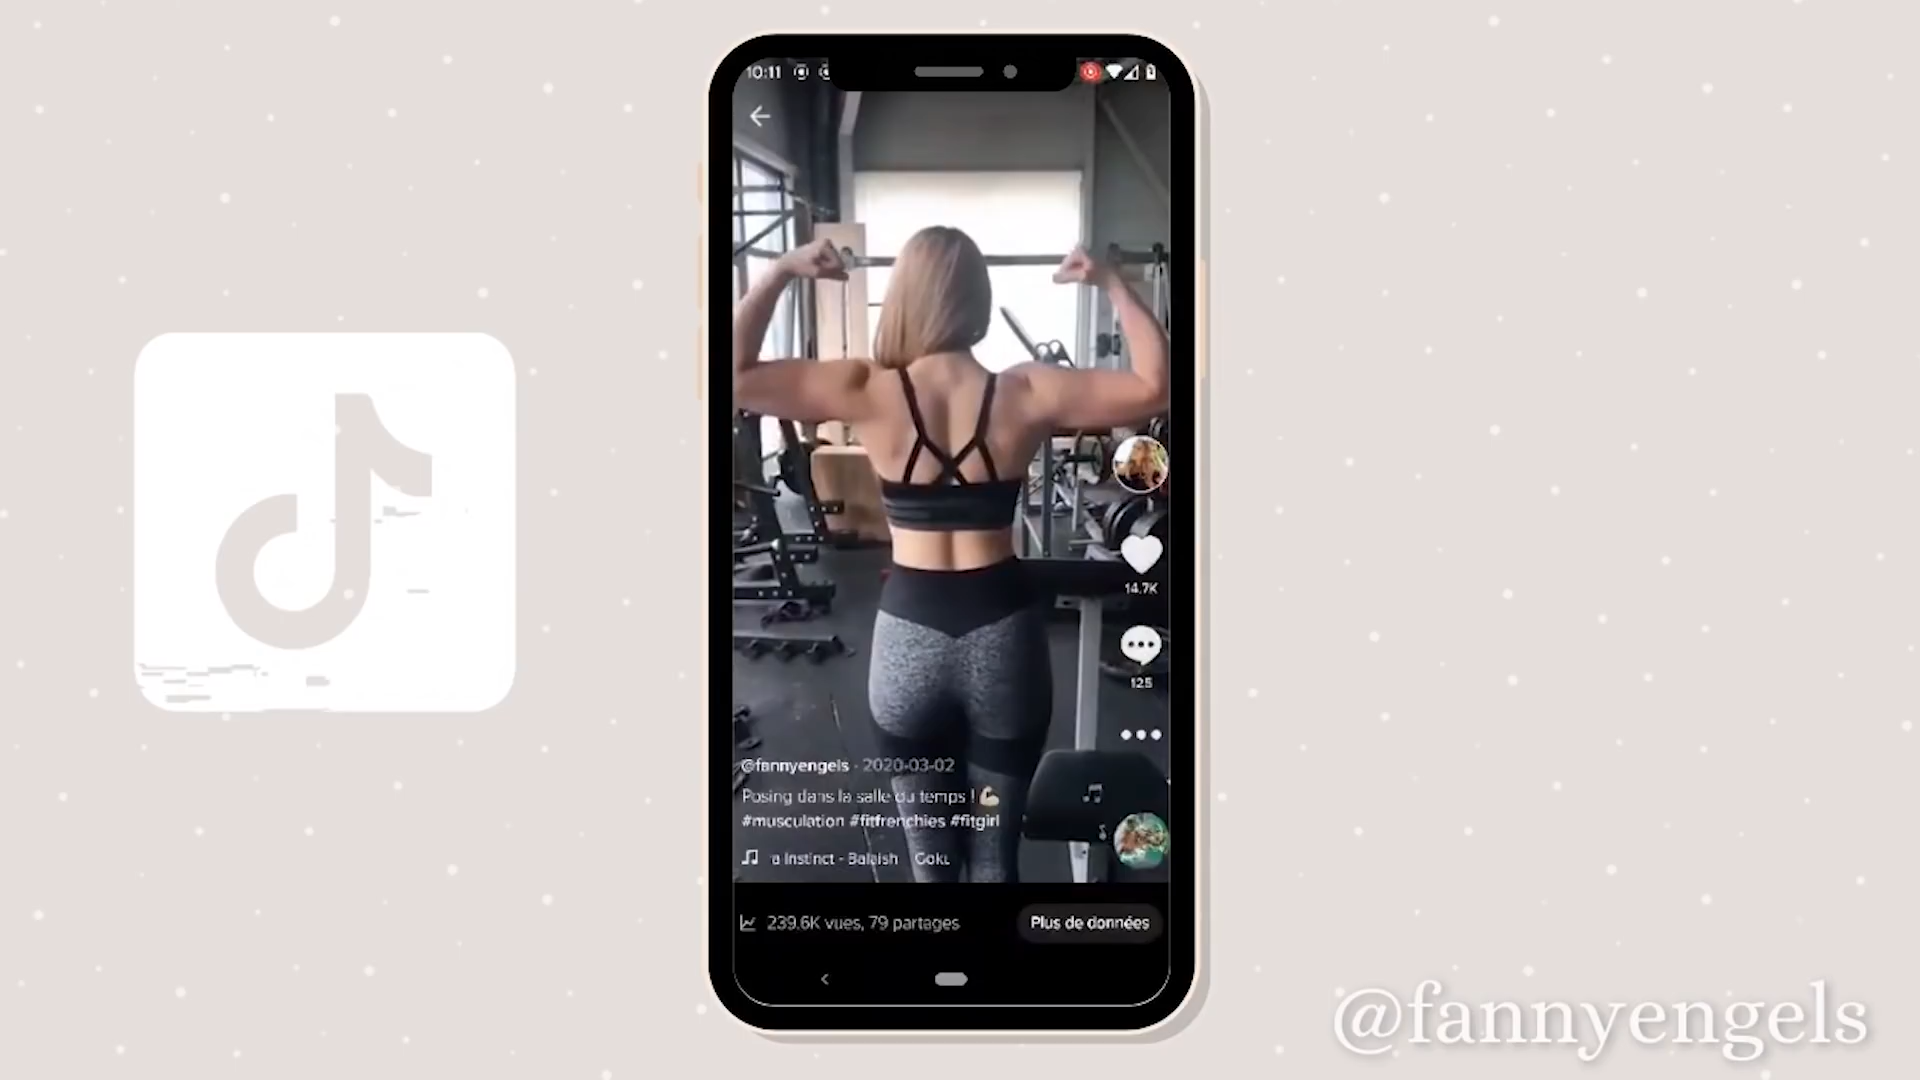 10:11
14.7K
125
@fannyengels · 2020-03-02
Posing dans la salle du temps ! 💪
#musculation #fitfrenchies #fitgirl
a Instinct - Balaish Goku
239.6K vues, 79 partages
Plus de données
@fannyengels